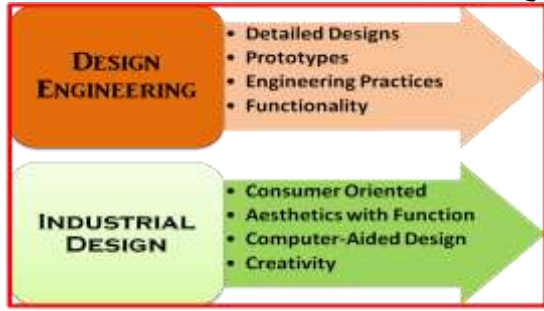 DESIGN
ENGINEERING
• Detailed Designs
• Prototypes
• Engineering Practices
• Functionality
INDUSTRIAL
DESIGN
• Consumer Oriented
• Aesthetics with Function
• Computer-Aided Design
• Creativity